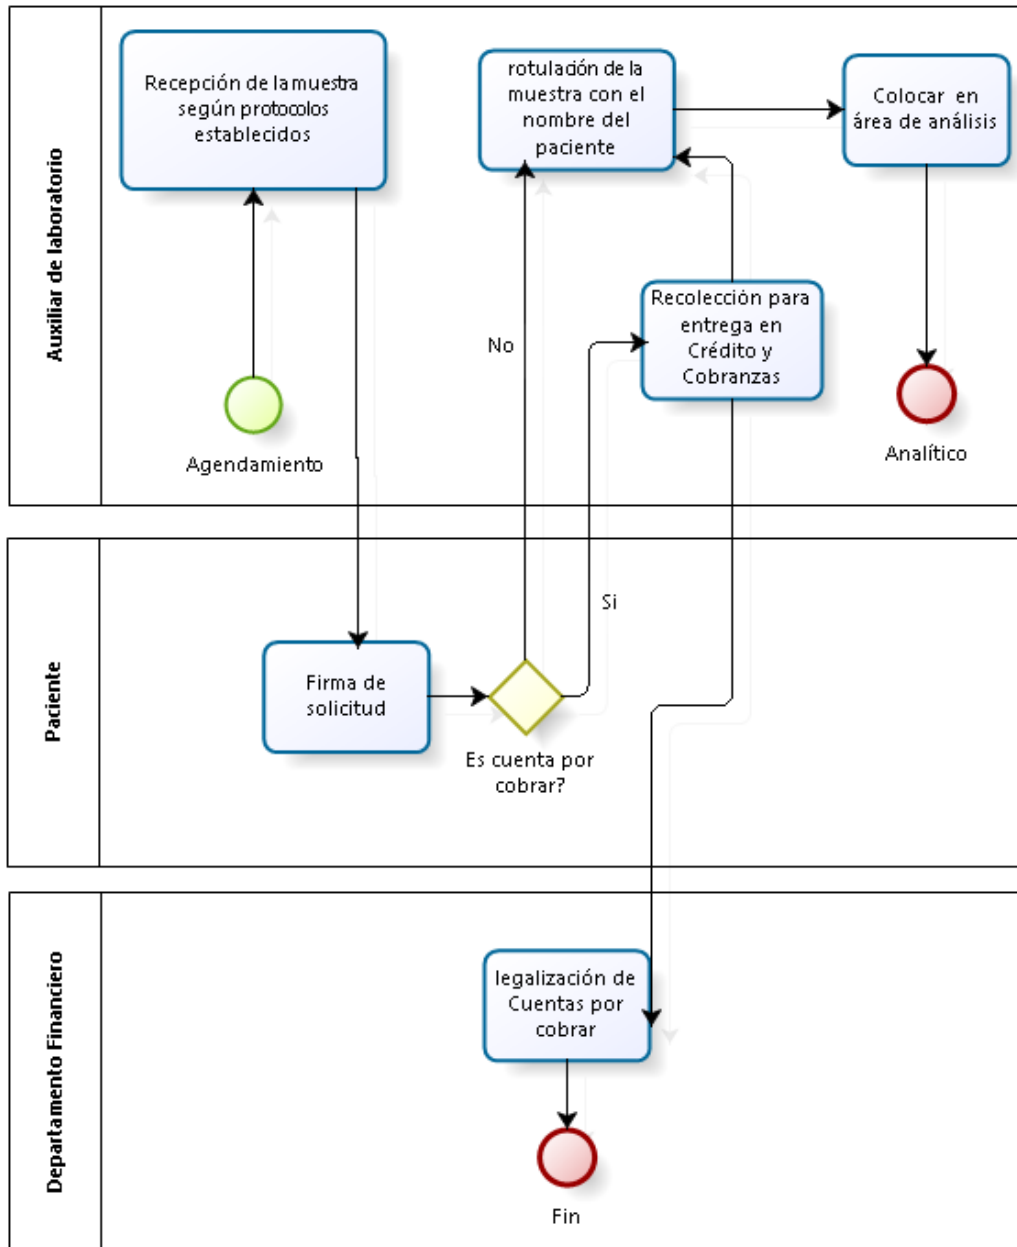 Auxiliar de laboratorio
Recepción de la muestra
según protocolos
establecidos
rotulación de la
muestra con el
nombre del
paciente
Colocar en
área de análisis
Recolección para
entrega en
Crédito y
Cobranzas
No
Agendamiento
Analítico
Paciente
Si
Firma de
solicitud
Es cuenta por
cobrar?
Departamento Financiero
legalización de
Cuentas por
cobrar
Fin